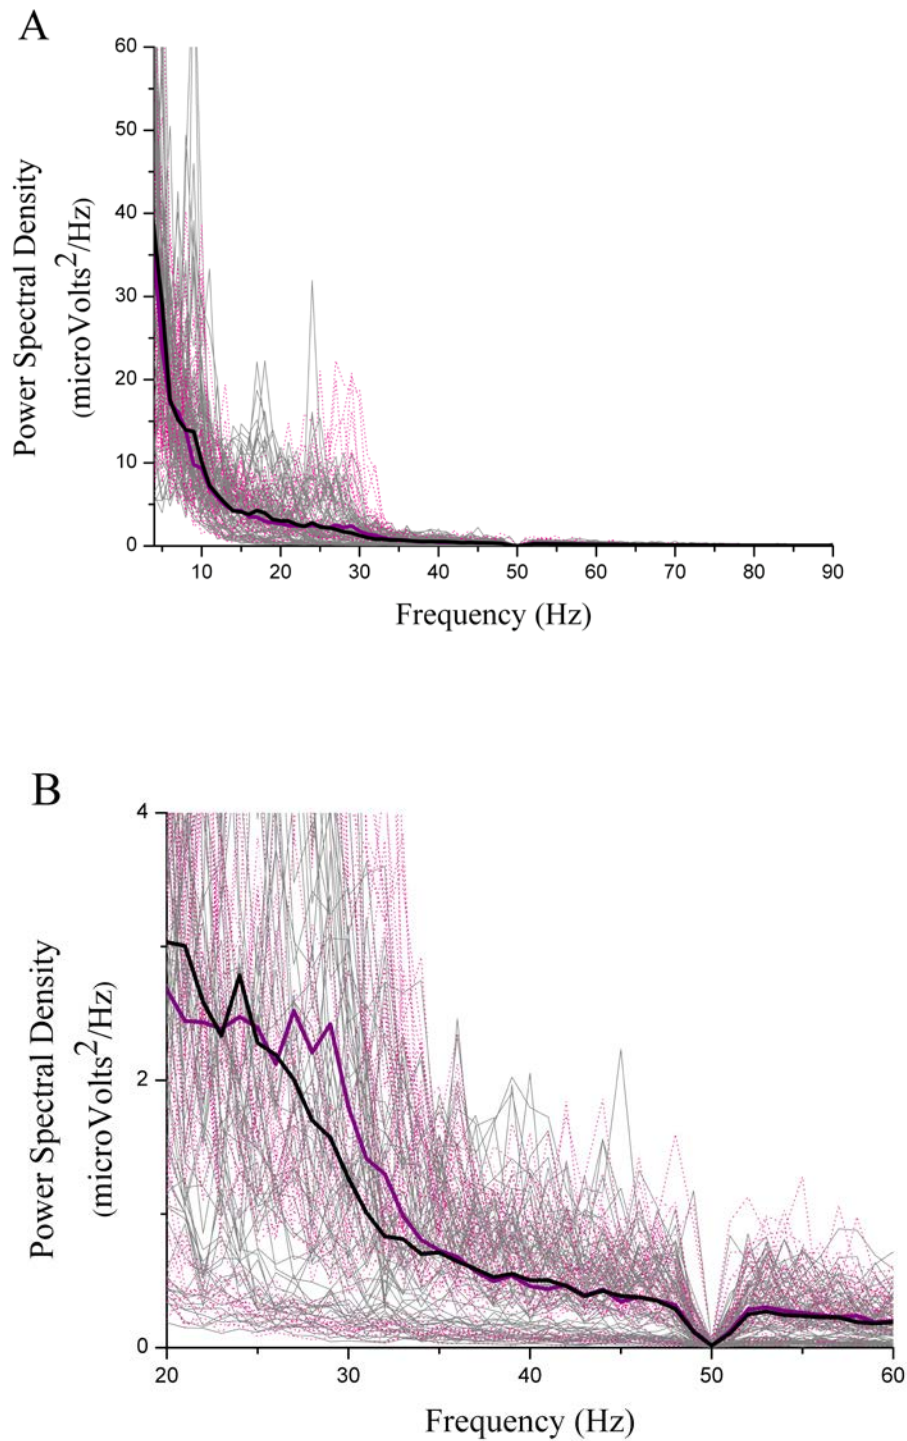 A
60
50
40
30
20
10
0
Power Spectral Density
(microVolts²/Hz)
10 20 30 40 50 60 70 80 90
Frequency (Hz)
B
4
2
0
Power Spectral Density
(microVolts²/Hz)
20 30 40 50 60
Frequency (Hz)